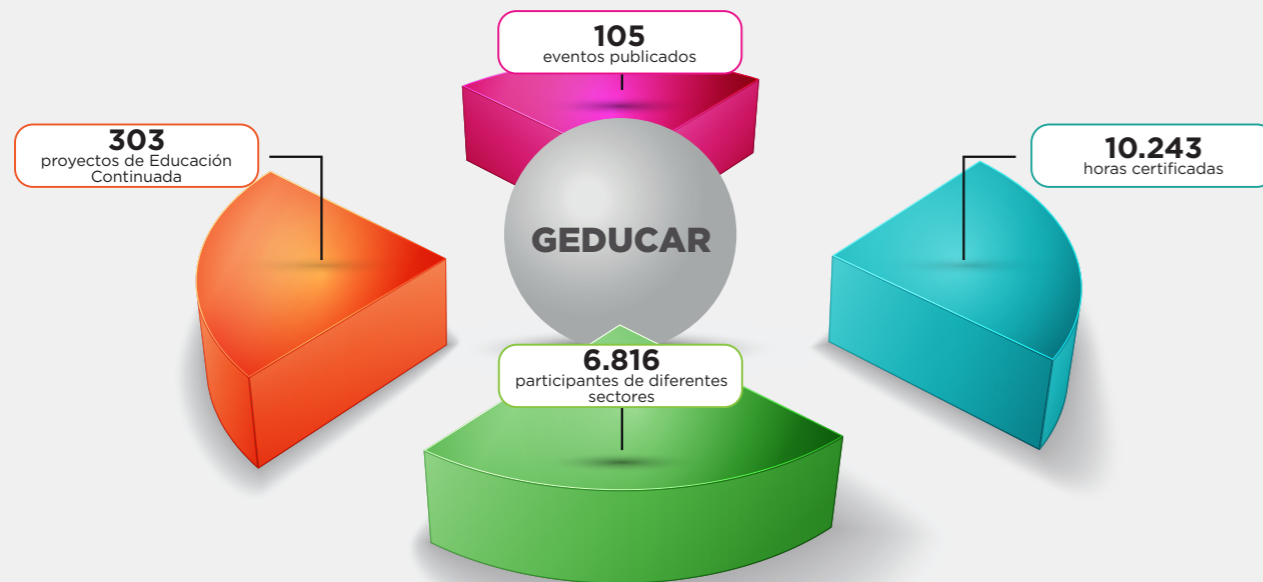 105
eventos publicados
303
proyectos de Educación
Continuada
10.243
horas certificadas
GEDUCAR
6.816
participantes de diferentes
sectores